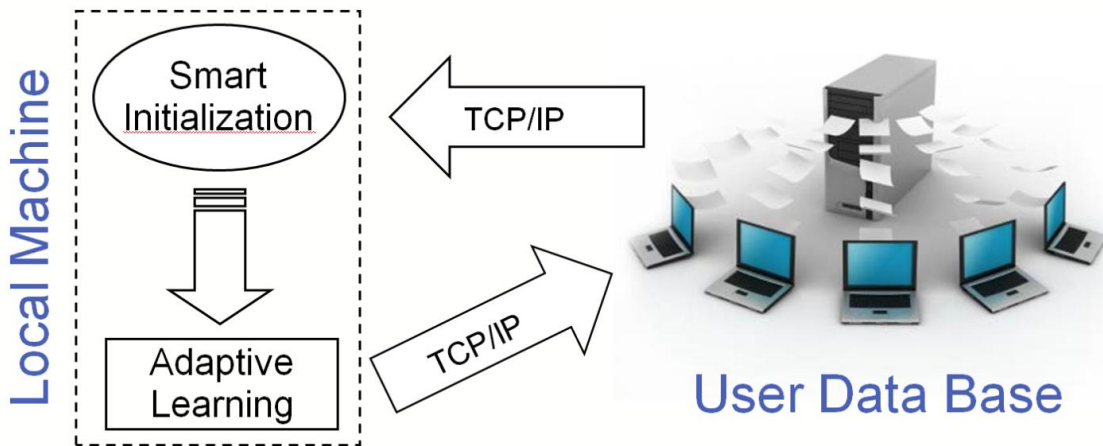 Local Machine
Smart
Initialization
TCP/IP
Adaptive
Learning
TCP/IP
User Data Base